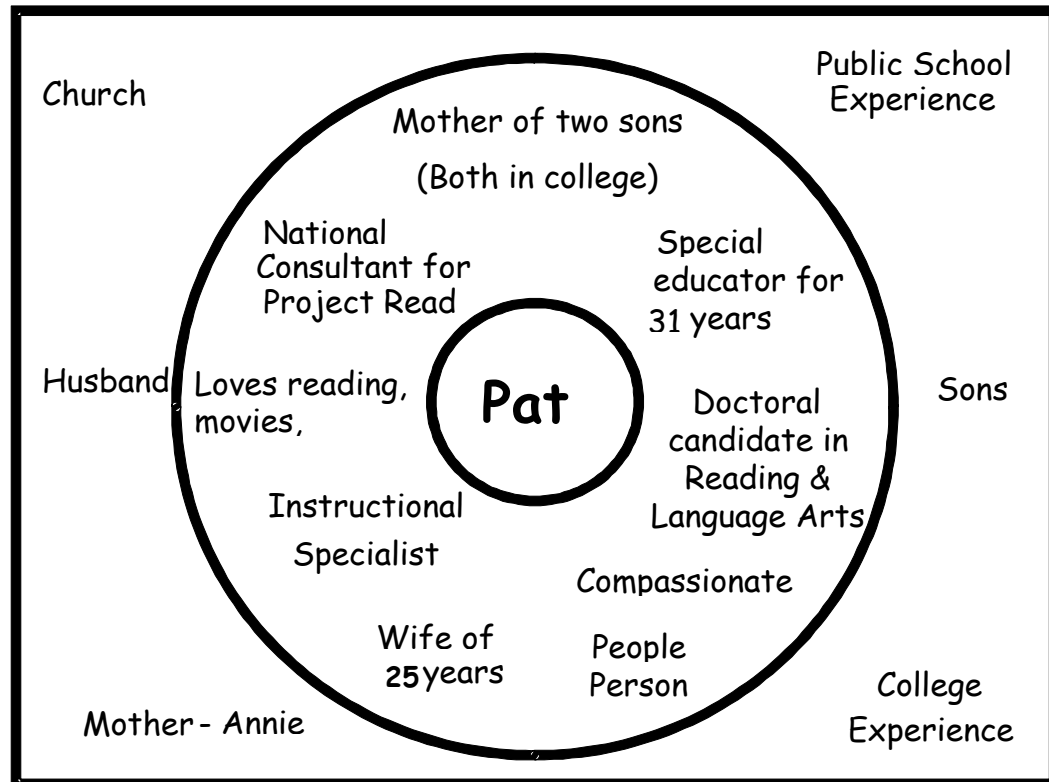 Church
Public School
Experience
Mother of two sons
(Both in college)
National
Consultant for
Project Read
Special
educator for
31 years
Husband
Loves reading,
movies,
Pat
Doctoral
candidate in
Reading &
Language Arts
Sons
Instructional
Specialist
Compassionate
Wife of
25 years
People
Person
Mother - Annie
College
Experience